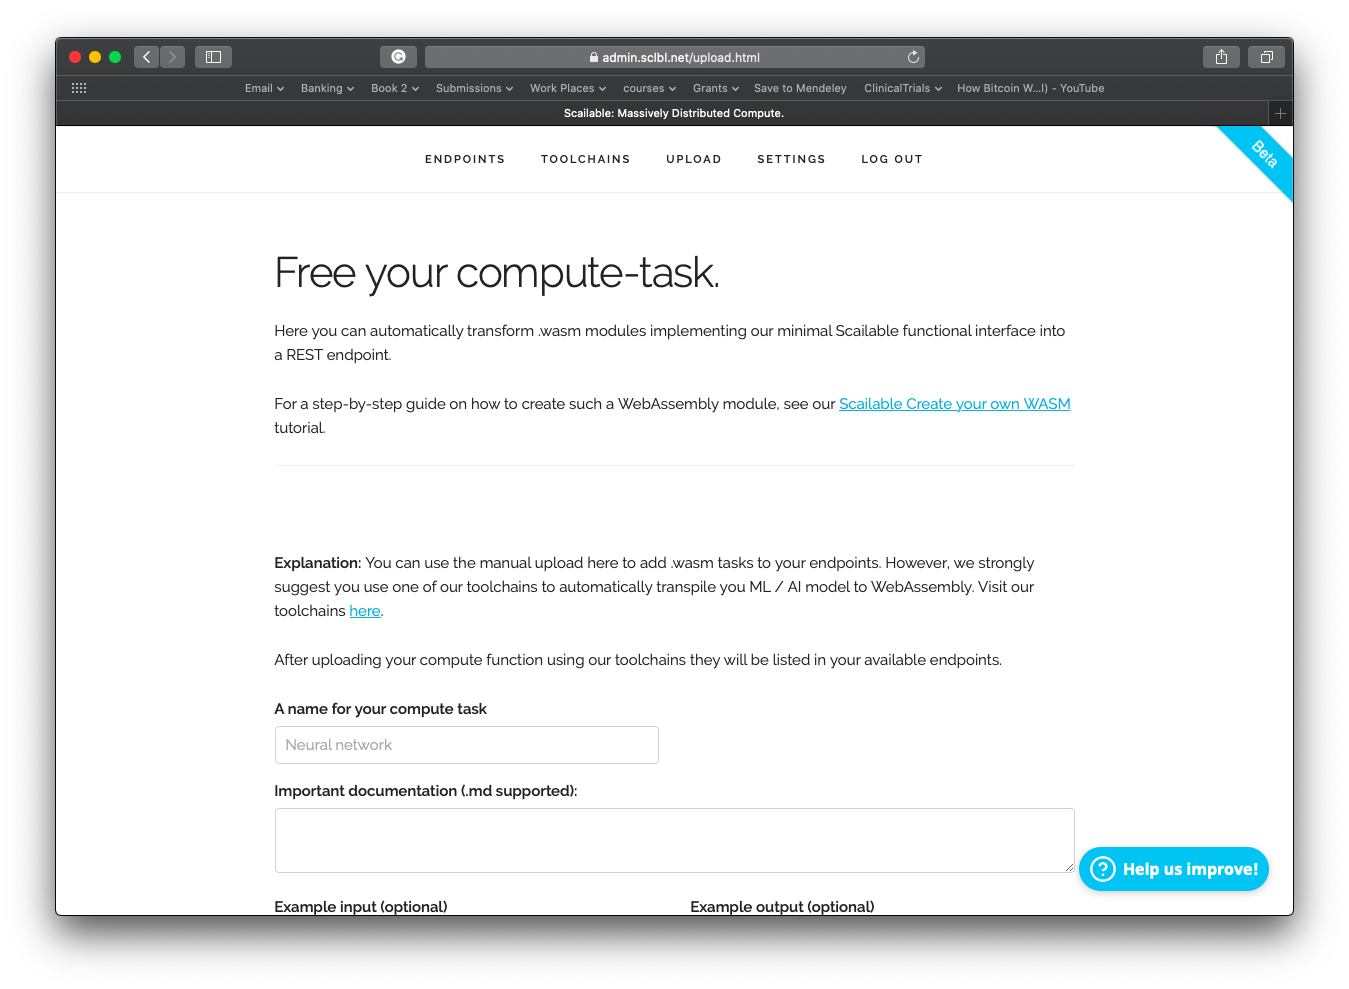 admin.sclbl.net/upload.html
Email Banking Book 2 Submissions Work Places courses Grants Save to Mendeley ClinicalTrials How Bitcoin W...l) - YouTube
Scailable: Massively Distributed Compute.
ENDPOINTS TOOLCHAINS UPLOAD SETTINGS LOG OUT
Beta
Free your compute-task.
Here you can automatically transform .wasm modules implementing our minimal Scailable functional interface into
a REST endpoint.
For a step-by-step guide on how to create such a WebAssembly module, see our Scailable Create your own WASM
tutorial.
Explanation: You can use the manual upload here to add .wasm tasks to your endpoints. However, we strongly
suggest you use one of our toolchains to automatically transpile you ML / AI model to WebAssembly. Visit our
toolchains here.
After uploading your compute function using our toolchains they will be listed in your available endpoints.
A name for your compute task
Neural network
Important documentation (.md supported):
Help us improve!
Example input (optional) Example output (optional)